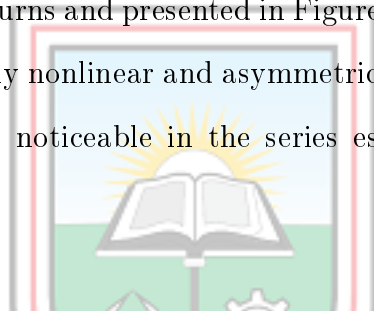 urns and presented in Figure
y nonlinear and asymmetric
noticeable in the series es